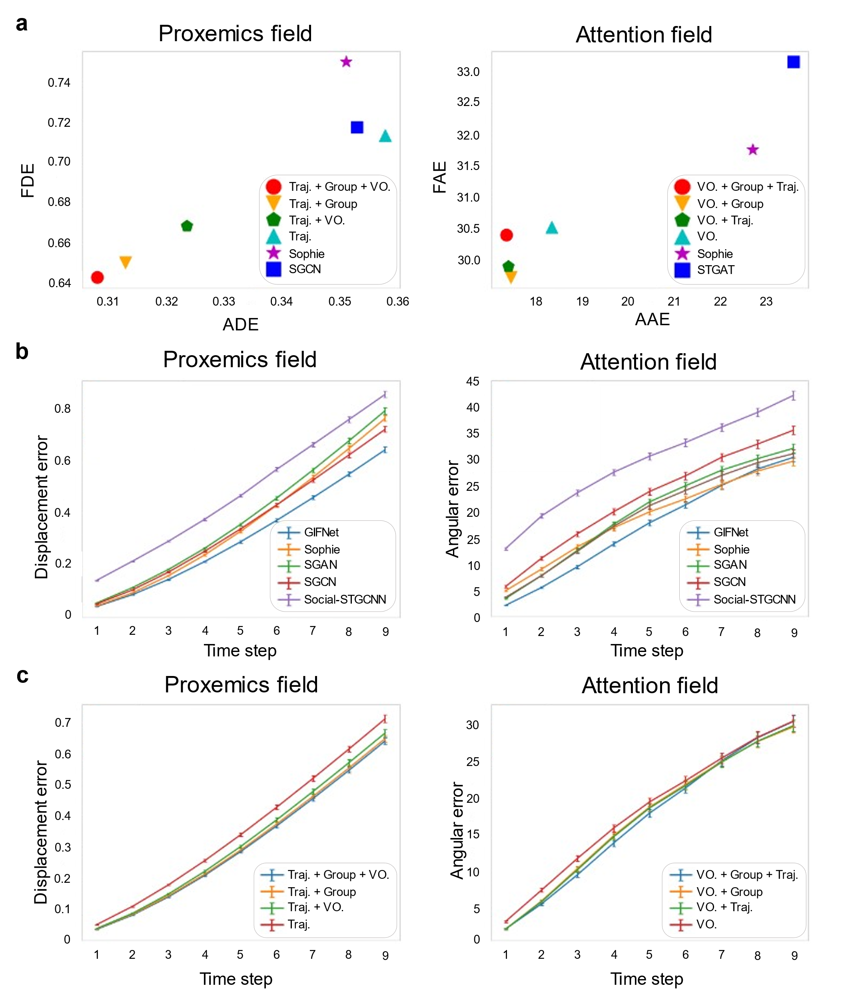 a
Proxemics field
FDE
0.74
0.72
0.70
0.68
0.66
0.64
Traj. + Group + VO.
Traj. + Group
Traj. + VO.
Traj.
Sophie
SGCN
0.31 0.32 0.33 0.34 0.35 0.36
ADE
Attention field
FAE
33.0
32.5
32.0
31.5
31.0
30.5
30.0
VO. + Group + Traj.
VO. + Group
VO. + Traj.
VO.
Sophie
STGAT
18 19 20 21 22 23
AAE
b
Proxemics field
Displacement error
0.8
0.6
0.4
0.2
0
GIFNet
Sophie
SGAN
SGCN
Social-STGCNN
1 2 3 4 5 6 7 8 9
Time step
Attention field
Angular error
45
40
35
30
25
20
25
10
5
0
GIFNet
Sophie
SGAN
SGCN
Social-STGCNN
1 2 3 4 5 6 7 8 9
Time step
c
Proxemics field
Displacement error
0.7
0.6
0.5
0.4
0.3
0.2
0.1
0
Traj. + Group + VO.
Traj. + Group
Traj. + VO.
Traj.
1 2 3 4 5 6 7 8 9
Time step
Attention field
Angular error
30
25
20
15
10
5
0
VO. + Group + Traj.
VO. + Group
VO. + Traj.
VO.
1 2 3 4 5 6 7 8 9
Time step